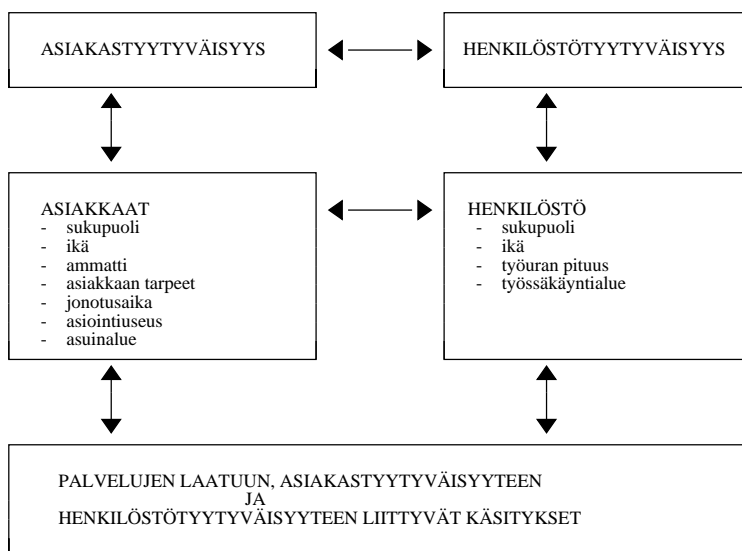 ASIAKASTYYTYVÄISYYS
HENKILÖSTÖTYYTYVÄISYYS
ASIAKKAAT
- sukupuoli
- ikä
- ammatti
- asiakkaan tarpeet
- jonotusaika
- asiointiuseus
- asuinalue
HENKILÖSTÖ
- sukupuoli
- ikä
- työuran pituus
- työssäkäyntialue
PALVELUJEN LAATUUN, ASIAKASTYYTYVÄISYYTEEN
JA
HENKILÖSTÖTYYTYVÄISYYTEEN LIITTYVÄT KÄSITYKSET